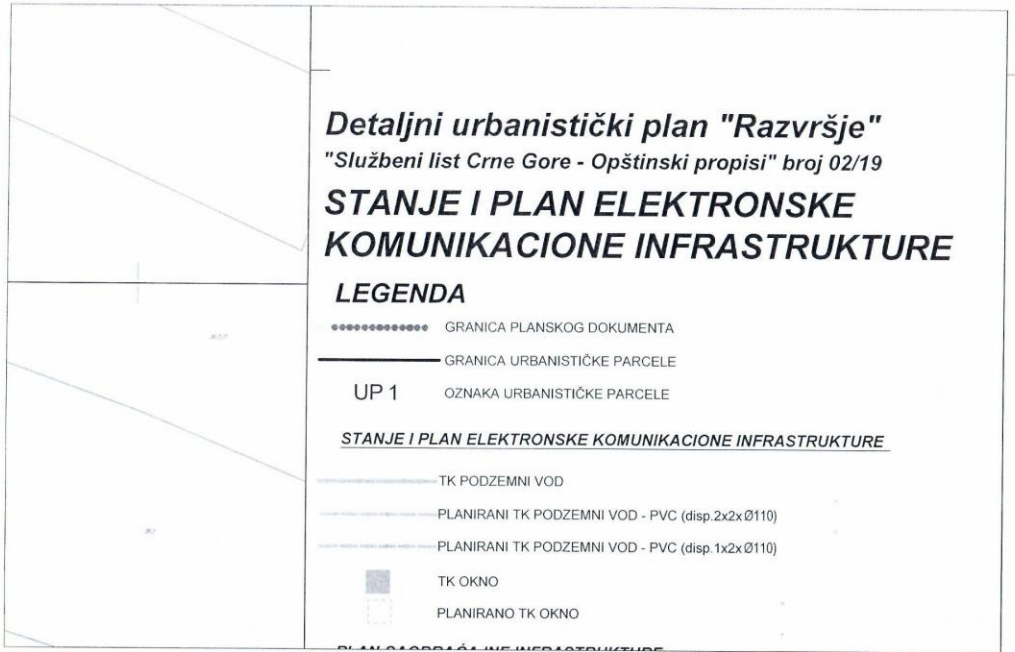 Detaljni urbanistički plan "Razvršje"
"Službeni list Crne Gore - Opštinski propisi" broj 02/19
STANJE I PLAN ELEKTRONSKE
KOMUNIKACIONE INFRASTRUKTURE
LEGENDA
GRANICA PLANSKOG DOKUMENTA
GRANICA URBANISTIČKE PARCELE
UP 1 OZNAKA URBANISTIČKE PARCELE
STANJE I PLAN ELEKTRONSKE KOMUNIKACIONE INFRASTRUKTURE
TK PODZEMNI VOD
PLANIRANI TK PODZEMNI VOD - PVC (disp.2x2xØ110)
PLANIRANI TK PODZEMNI VOD - PVC (disp.1x2xØ110)
TK OKNO
PLANIRANO TK OKNO
PLAN SAOBRAĆAJNE INFRASTRUKTURE